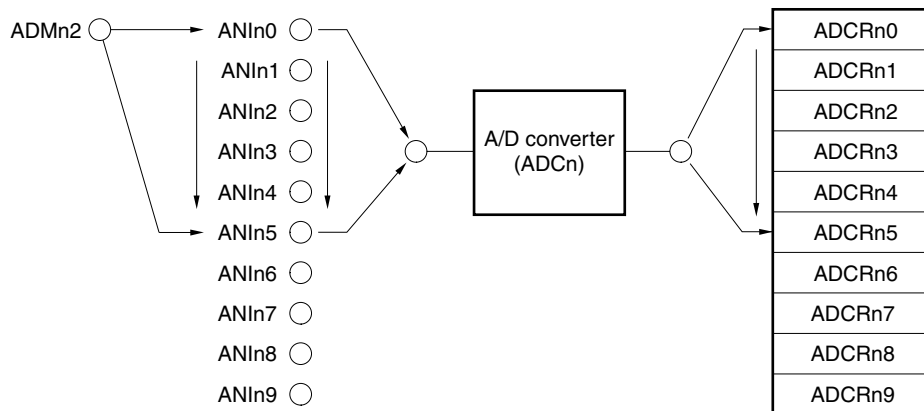 ADMn2
ANIn0
ANIn1
ANIn2
ANIn3
ANIn4
ANIn5
ANIn6
ANIn7
ANIn8
ANIn9
A/D converter
(ADCn)
ADCRn0
ADCRn1
ADCRn2
ADCRn3
ADCRn4
ADCRn5
ADCRn6
ADCRn7
ADCRn8
ADCRn9